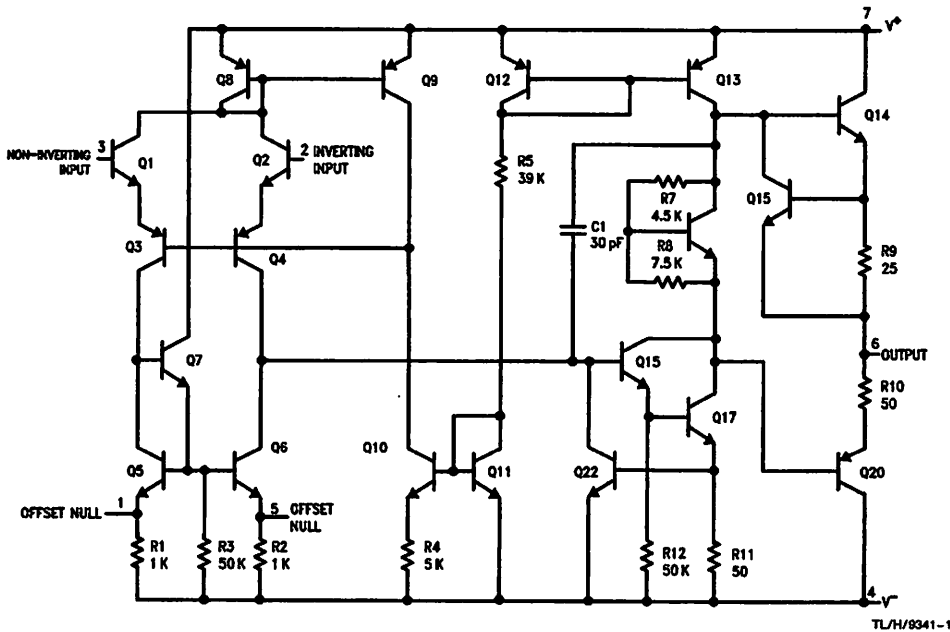 7
V+
Q8
Q9
Q12
Q13
Q14
3
NON-INVERTING
INPUT
Q1
Q2
2
INVERTING
INPUT
R5
39 K
R7
4.5 K
Q15
C1
30 pF
R8
7.5 K
R9
25
Q3
Q4
Q7
Q15
6
OUTPUT
R10
50
Q17
Q5
Q6
Q10
Q11
Q22
Q20
1
OFFSET NULL
5
OFFSET
NULL
R1
1 K
R3
50 K
R2
1 K
R4
5 K
R12
50 K
R11
50
4
V-
TL/H/9341-1